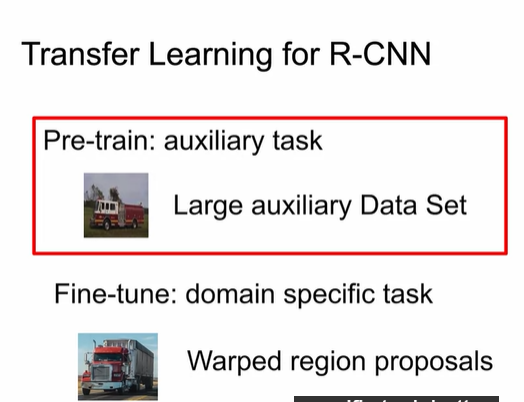 Transfer Learning for R-CNN
Pre-train: auxiliary task
Large auxiliary Data Set
Fine-tune: domain specific task
Warped region proposals